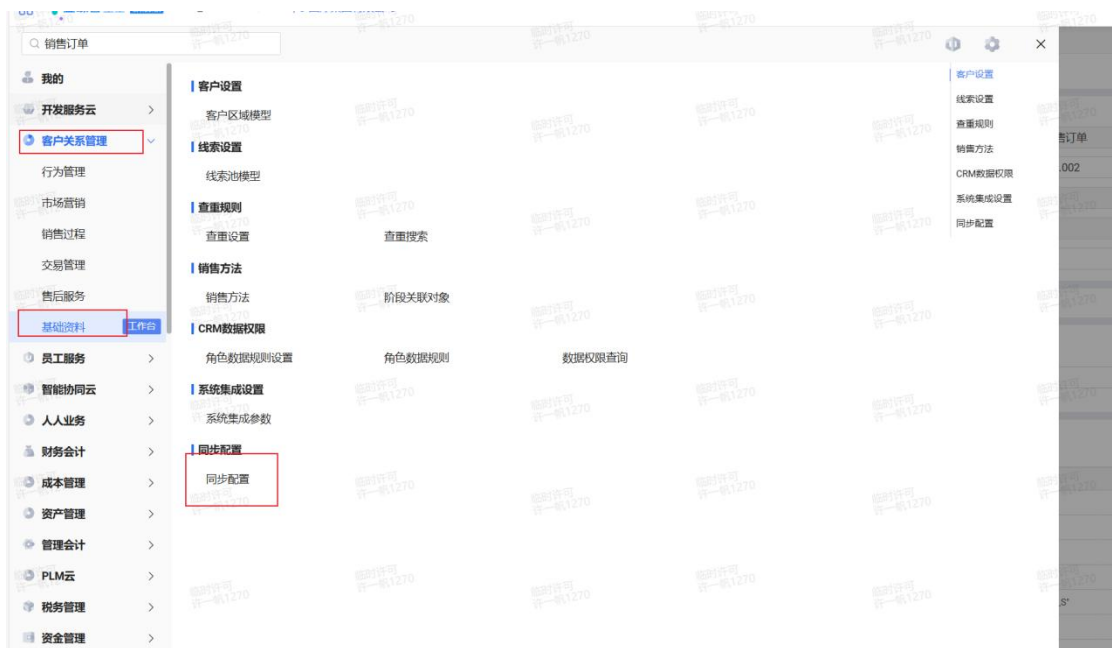 销售订单
我的
开发服务云
客户关系管理
行为管理
市场营销
销售过程
交易管理
售后服务
基础资料 工作台
员工服务
智能协同云
人人业务
财务会计
成本管理
资产管理
管理会计
PLM云
税务管理
资金管理
客户设置
客户区域模型
线索设置
线索池模型
查重规则
查重设置 查重搜索
销售方法
销售方法 阶段关联对象
CRM数据权限
角色数据规则设置 角色数据规则 数据权限查询
系统集成设置
系统集成参数
同步配置
同步配置
客户设置
线索设置
查重规则
销售方法
CRM数据权限
系统集成设置
同步配置
售订单
.002
临时许可
许一帆1270